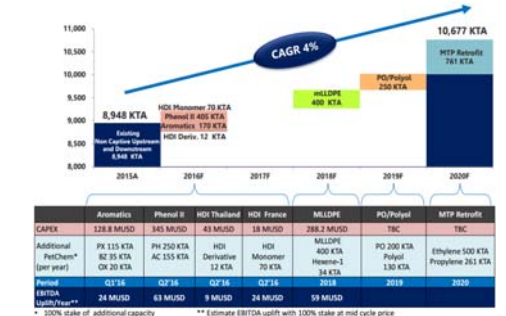 11,000
10,500
10,000
9,500
9,000
8,500
8,000
CAGR 4%
10,677 KTA
MTP Retrofit
761 KTA
PO/Polyol
250 KTA
mLLDPE
400 KTA
HDI Monomer 70 KTA
Phenol II 405 KTA
Aromatics 170 KTA
HDI Deriv. 12 KTA
8,948 KTA
Existing
Non Captive Upstream
and Downstream
8,948 KTA
2015A 2016F 2017F 2018F 2019F 2020F
Aromatics Phenol II HDI Thailand HDI France MLLDPE PO/Polyol MTP Retrofit
CAPEX 128.8 MUSD 345 MUSD 43 MUSD 18 MUSD 288.2 MUSD TBC TBC
Additional PetChem* (per year) PX 115 KTA BZ 35 KTA OX 20 KTA PH 250 KTA AC 155 KTA HDI Derivative 12 KTA HDI Monomer 70 KTA MLLDPE 400 KTA Hexene-1 34 KTA PO 200 KTA Polyol 130 KTA Ethylene 500 KTA Propylene 261 KTA
Period Q1'16 Q2'16 Q2'16 Q2'16 2018 2019 2020
EBITDA Uplift/Year** 24 MUSD 63 MUSD 9 MUSD 24 MUSD 59 MUSD
* 100% stake of additional capacity ** Estimate EBITDA uplift with 100% stake at mid cycle price